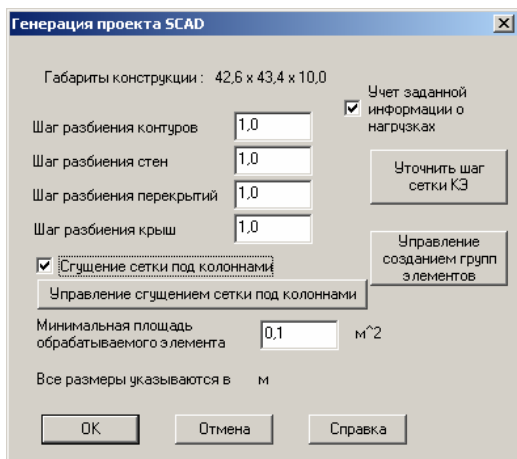 Генерация проекта SCAD
Габариты конструкции : 42,6 x 43,4 x 10,0
Учет заданной
информации о
нагрузках
Шаг разбиения контуров 1,0
Шаг разбиения стен 1,0
Уточнить шаг
сетки КЭ
Шаг разбиения перекрытий 1,0
Шаг разбиения крыш 1,0
Управление
созданием групп
элементов
Сгущение сетки под колоннами
Управление сгущением сетки под колоннами
Минимальная площадь
обрабатываемого элемента 0,1 м^2
Все размеры указываются в м
OK Отмена Справка